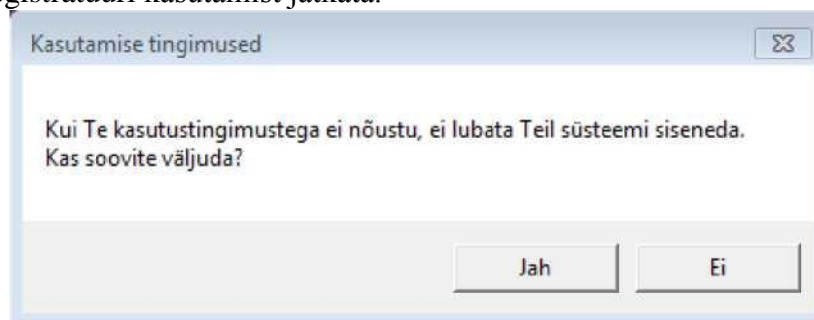 kasutamist jätkata.
Kasutamise tingimused
Kui Te kasutustingimustega ei nõustu, ei lubata Teil süsteemi siseneda.
Kas soovite väljuda?
Jah
Ei